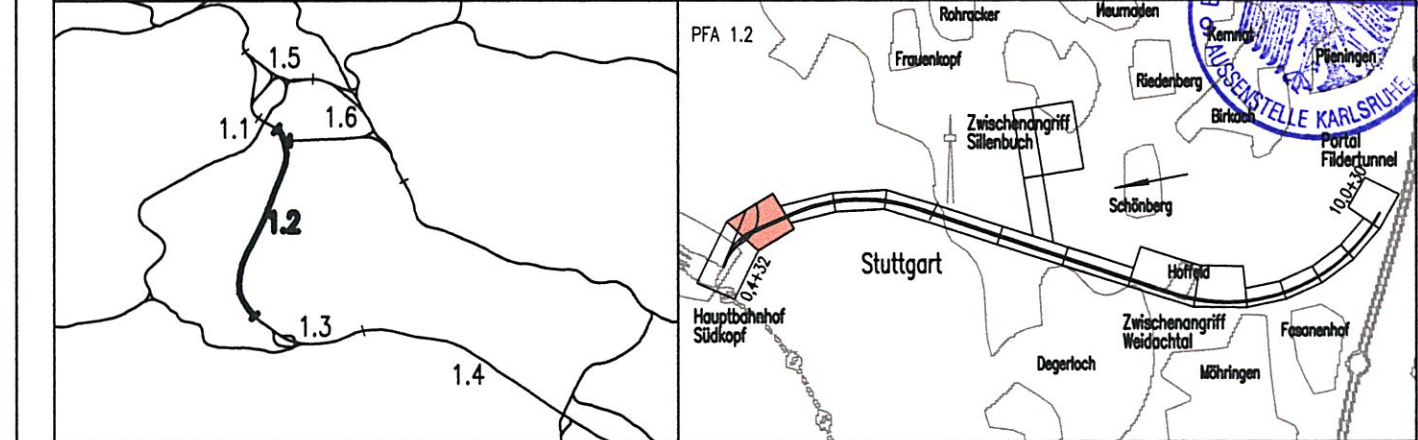 1.5
1.1
1.6
1.2
1.3
1.4
PFA 1.2
Rohracker
Neumaden
Frauenkopf
Kemnat
Plieningen
Riedenberg
AUSSENSTELLE KARLSRUHE
Birkach
Zwischenangriff
Sillenbuch
Portal
Fildertunnel
Schönberg
10,0+30
Stuttgart
0,4+32
Hauptbahnhof
Südkopf
Hoffeld
Zwischenangriff
Weidachtal
Fasanenhof
Degerloch
Möhringen